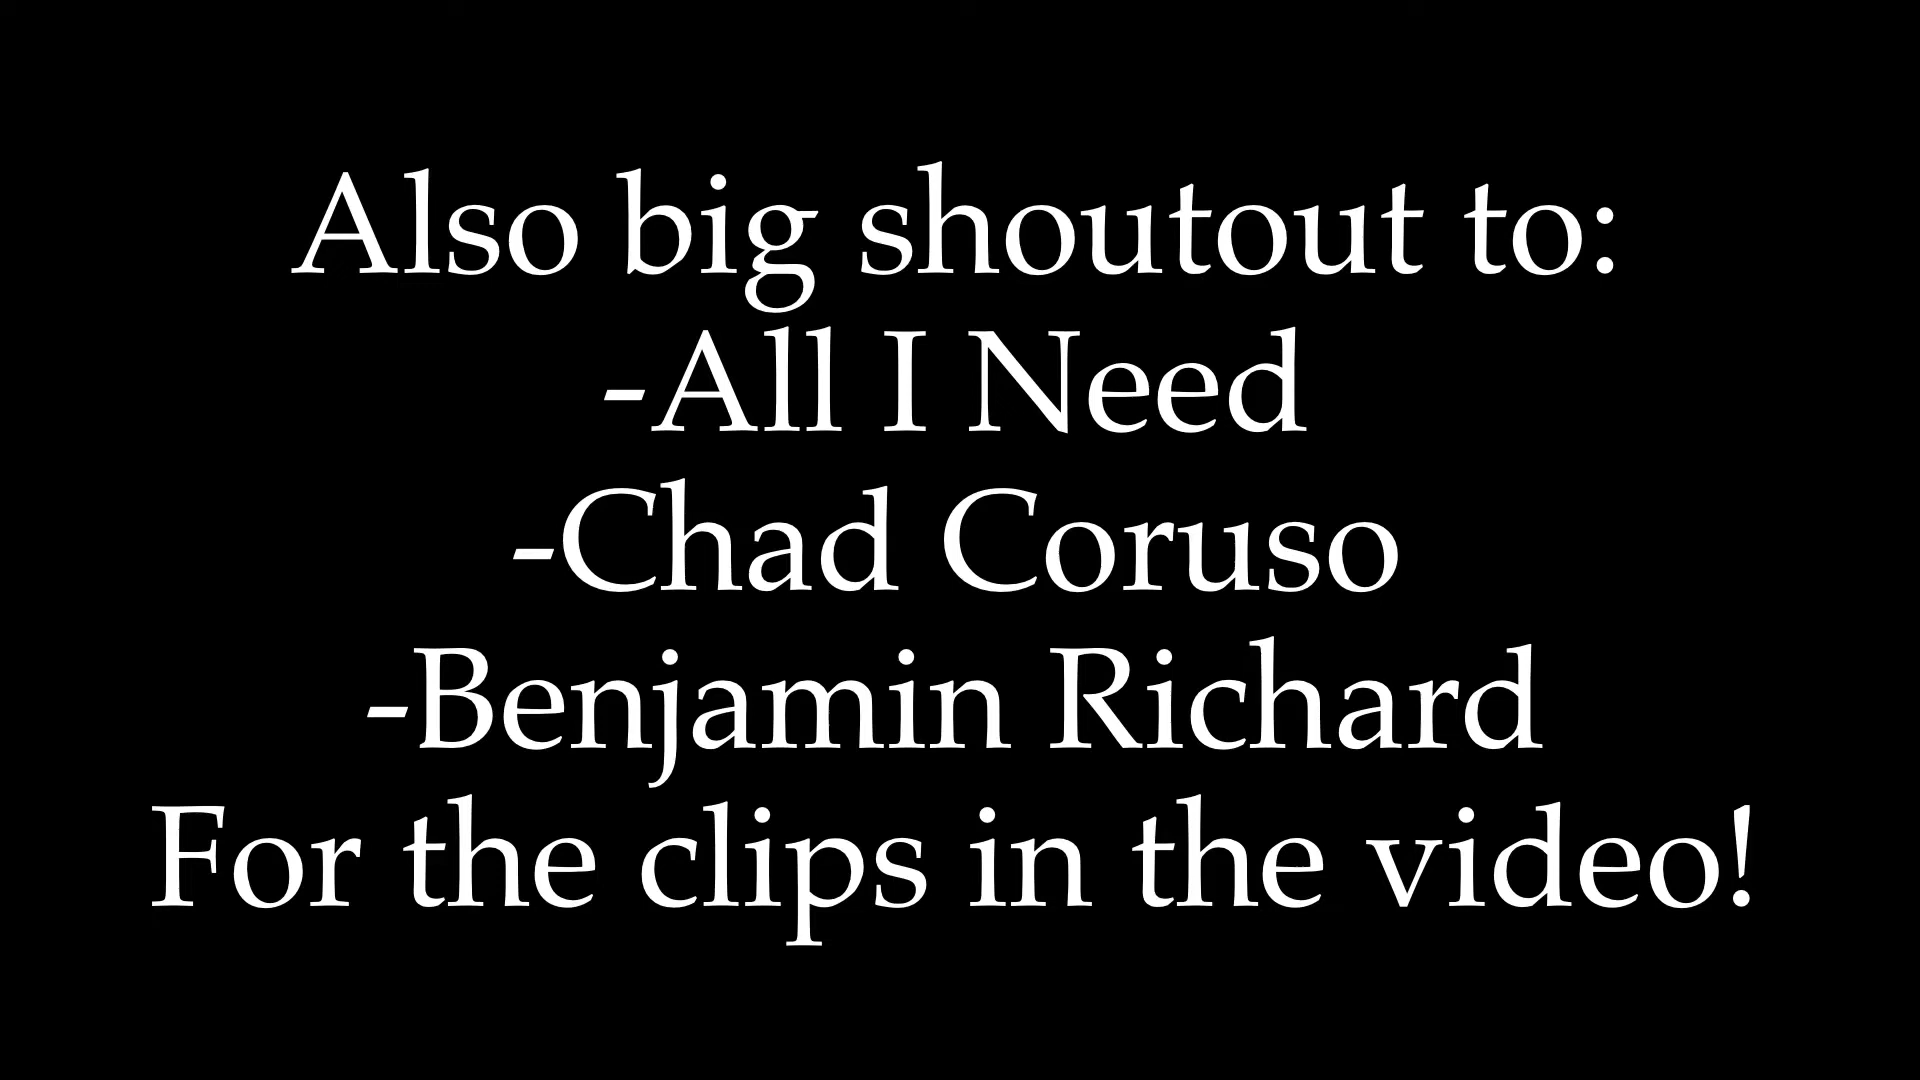 Also big shoutout to:
-All I Need
-Chad Coruso
-Benjamin Richard
For the clips in the video!